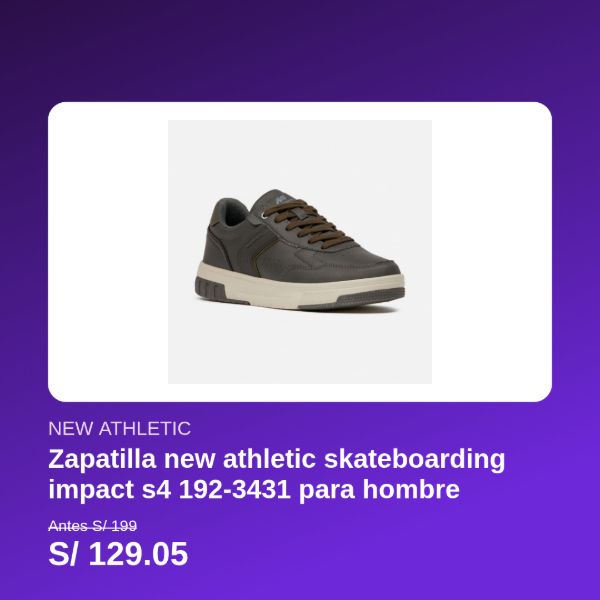 NEW ATHLETIC
Zapatilla new athletic skateboarding
impact s4 192-3431 para hombre
Antes S/ 199
S/ 129.05